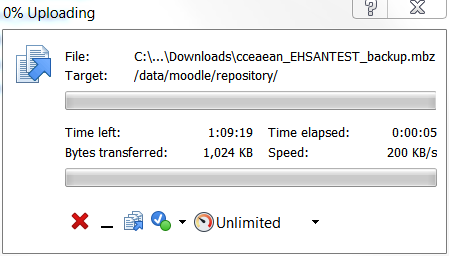 0% Uploading
File: C:\...\Downloads\cceaean_EHSANTEST_backup.mbz
Target: /data/moodle/repository/
Time left: 1:09:19 Time elapsed: 0:00:05
Bytes transferred: 1,024 KB Speed: 200 KB/s
Unlimited